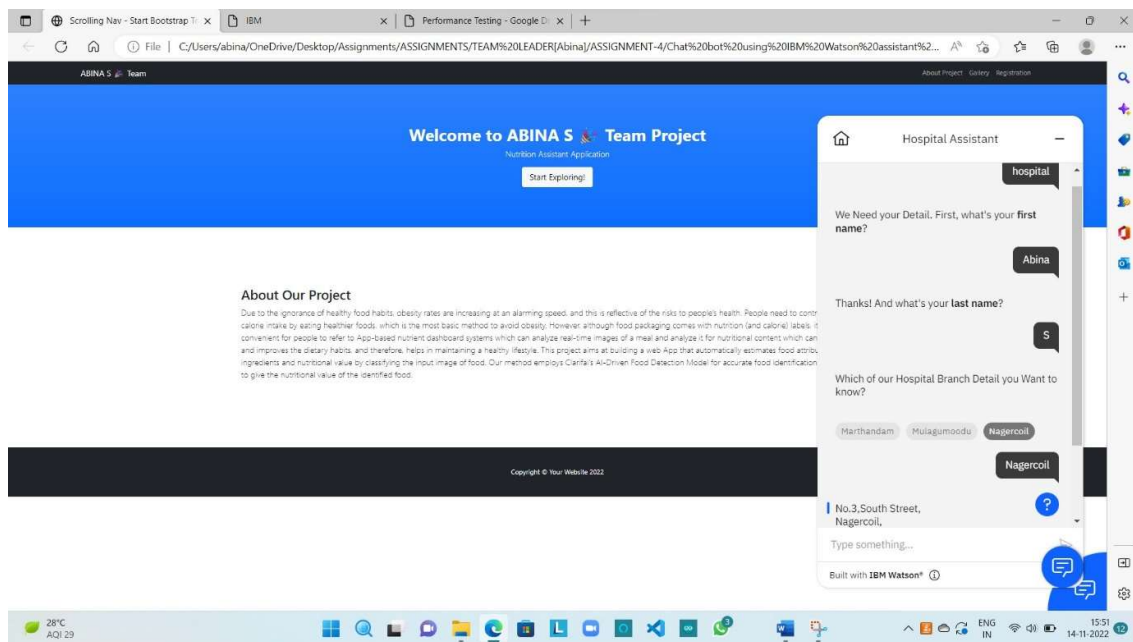 Scrolling Nav - Start Bootstrap T
IBM
Performance Testing - Google D
File | C:/Users/abina/OneDrive/Desktop/Assignments/ASSIGNMENTS/TEAM%20LEADER[Abina]/ASSIGNMENT-4/Chat%20bot%20using%20IBM%20Watson%20assistant%2...
ABINA S 🎉 Team
About Project Gallery Registration
Welcome to ABINA S 🎉 Team Project
Nutrition Assistant Application
Start Exploring!
About Our Project
Due to the ignorance of healthy food habits, obesity rates are increasing at an alarming speed, and this is reflective of the risks to people's health. People need to contr
calorie intake by eating healthier foods, which is the most basic method to avoid obesity. However, although food packaging comes with nutrition (and calorie) labels, it
convenient for people to refer to App-based nutrient dashboard systems which can analyze real-time images of a meal and analyze it for nutritional content which can
and improves the dietary habits, and therefore, helps in maintaining a healthy lifestyle. This project aims at building a web App that automatically estimates food attribu
ingredients and nutritional value by classifying the input image of food. Our method employs Clarifai's AI-Driven Food Detection Model for accurate food identification
to give the nutritional value of the identified food.
Copyright © Your Website 2022
Hospital Assistant
hospital
We Need your Detail. First, what's your first
name?
Abina
Thanks! And what's your last name?
S
Which of our Hospital Branch Detail you Want to
know?
Marthandam Mulagumoodu Nagercoil
Nagercoil
No.3,South Street,
Nagercoil,
Type something...
Built with IBM Watson®
28°C
AQI 29
ENG
IN
15:51
14-11-2022
12